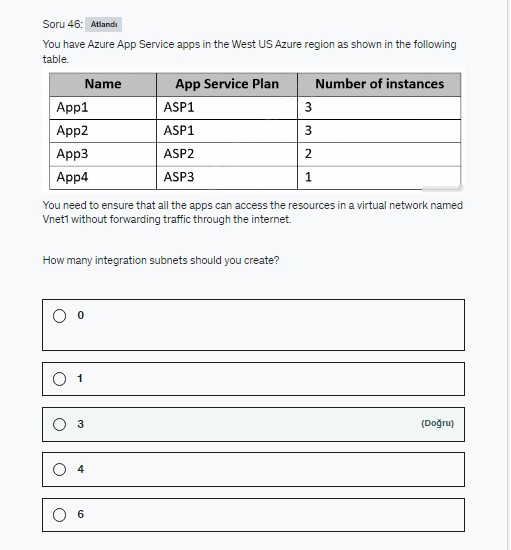 Soru 46: Atlandı
You have Azure App Service apps in the West US Azure region as shown in the following
table.
Name App Service Plan Number of instances
App1 ASP1 3
App2 ASP1 3
App3 ASP2 2
App4 ASP3 1
You need to ensure that all the apps can access the resources in a virtual network named
Vnet1 without forwarding traffic through the internet.
How many integration subnets should you create?
0
1
3 (Doğru)
4
6